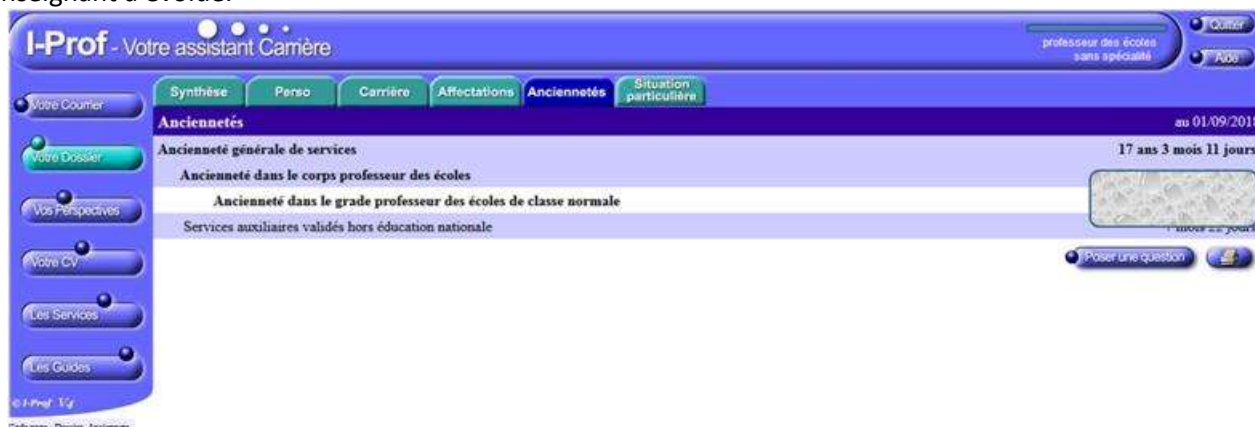 I-Prof - Votre assistant Carrière
professeur des écoles
sans spécialité
Quitter
Aide
Synthèse Perso Carrière Affectations Anciennetés Situation particulière
Votre Courrier
Anciennetés au 01/09/201
Votre Dossier
Ancienneté générale de services 17 ans 3 mois 11 jours
Ancienneté dans le corps professeur des écoles
Ancienneté dans le grade professeur des écoles de classe normale
Vos Perspectives
Services auxiliaires validés hors éducation nationale
Votre CV
Poser une question
Les Services
Les Guides
© I-Prof